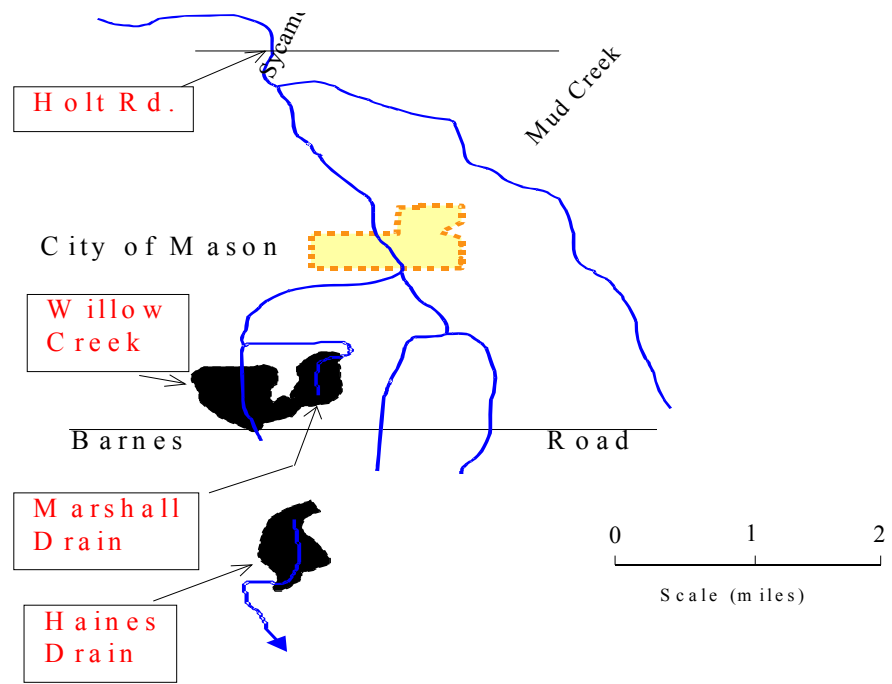 Sycamo
Holt Rd.
Mud Creek
City of Mason
Willow
Creek
Barnes Road
Marshall
Drain
0 1 2
Scale (miles)
Haines
Drain